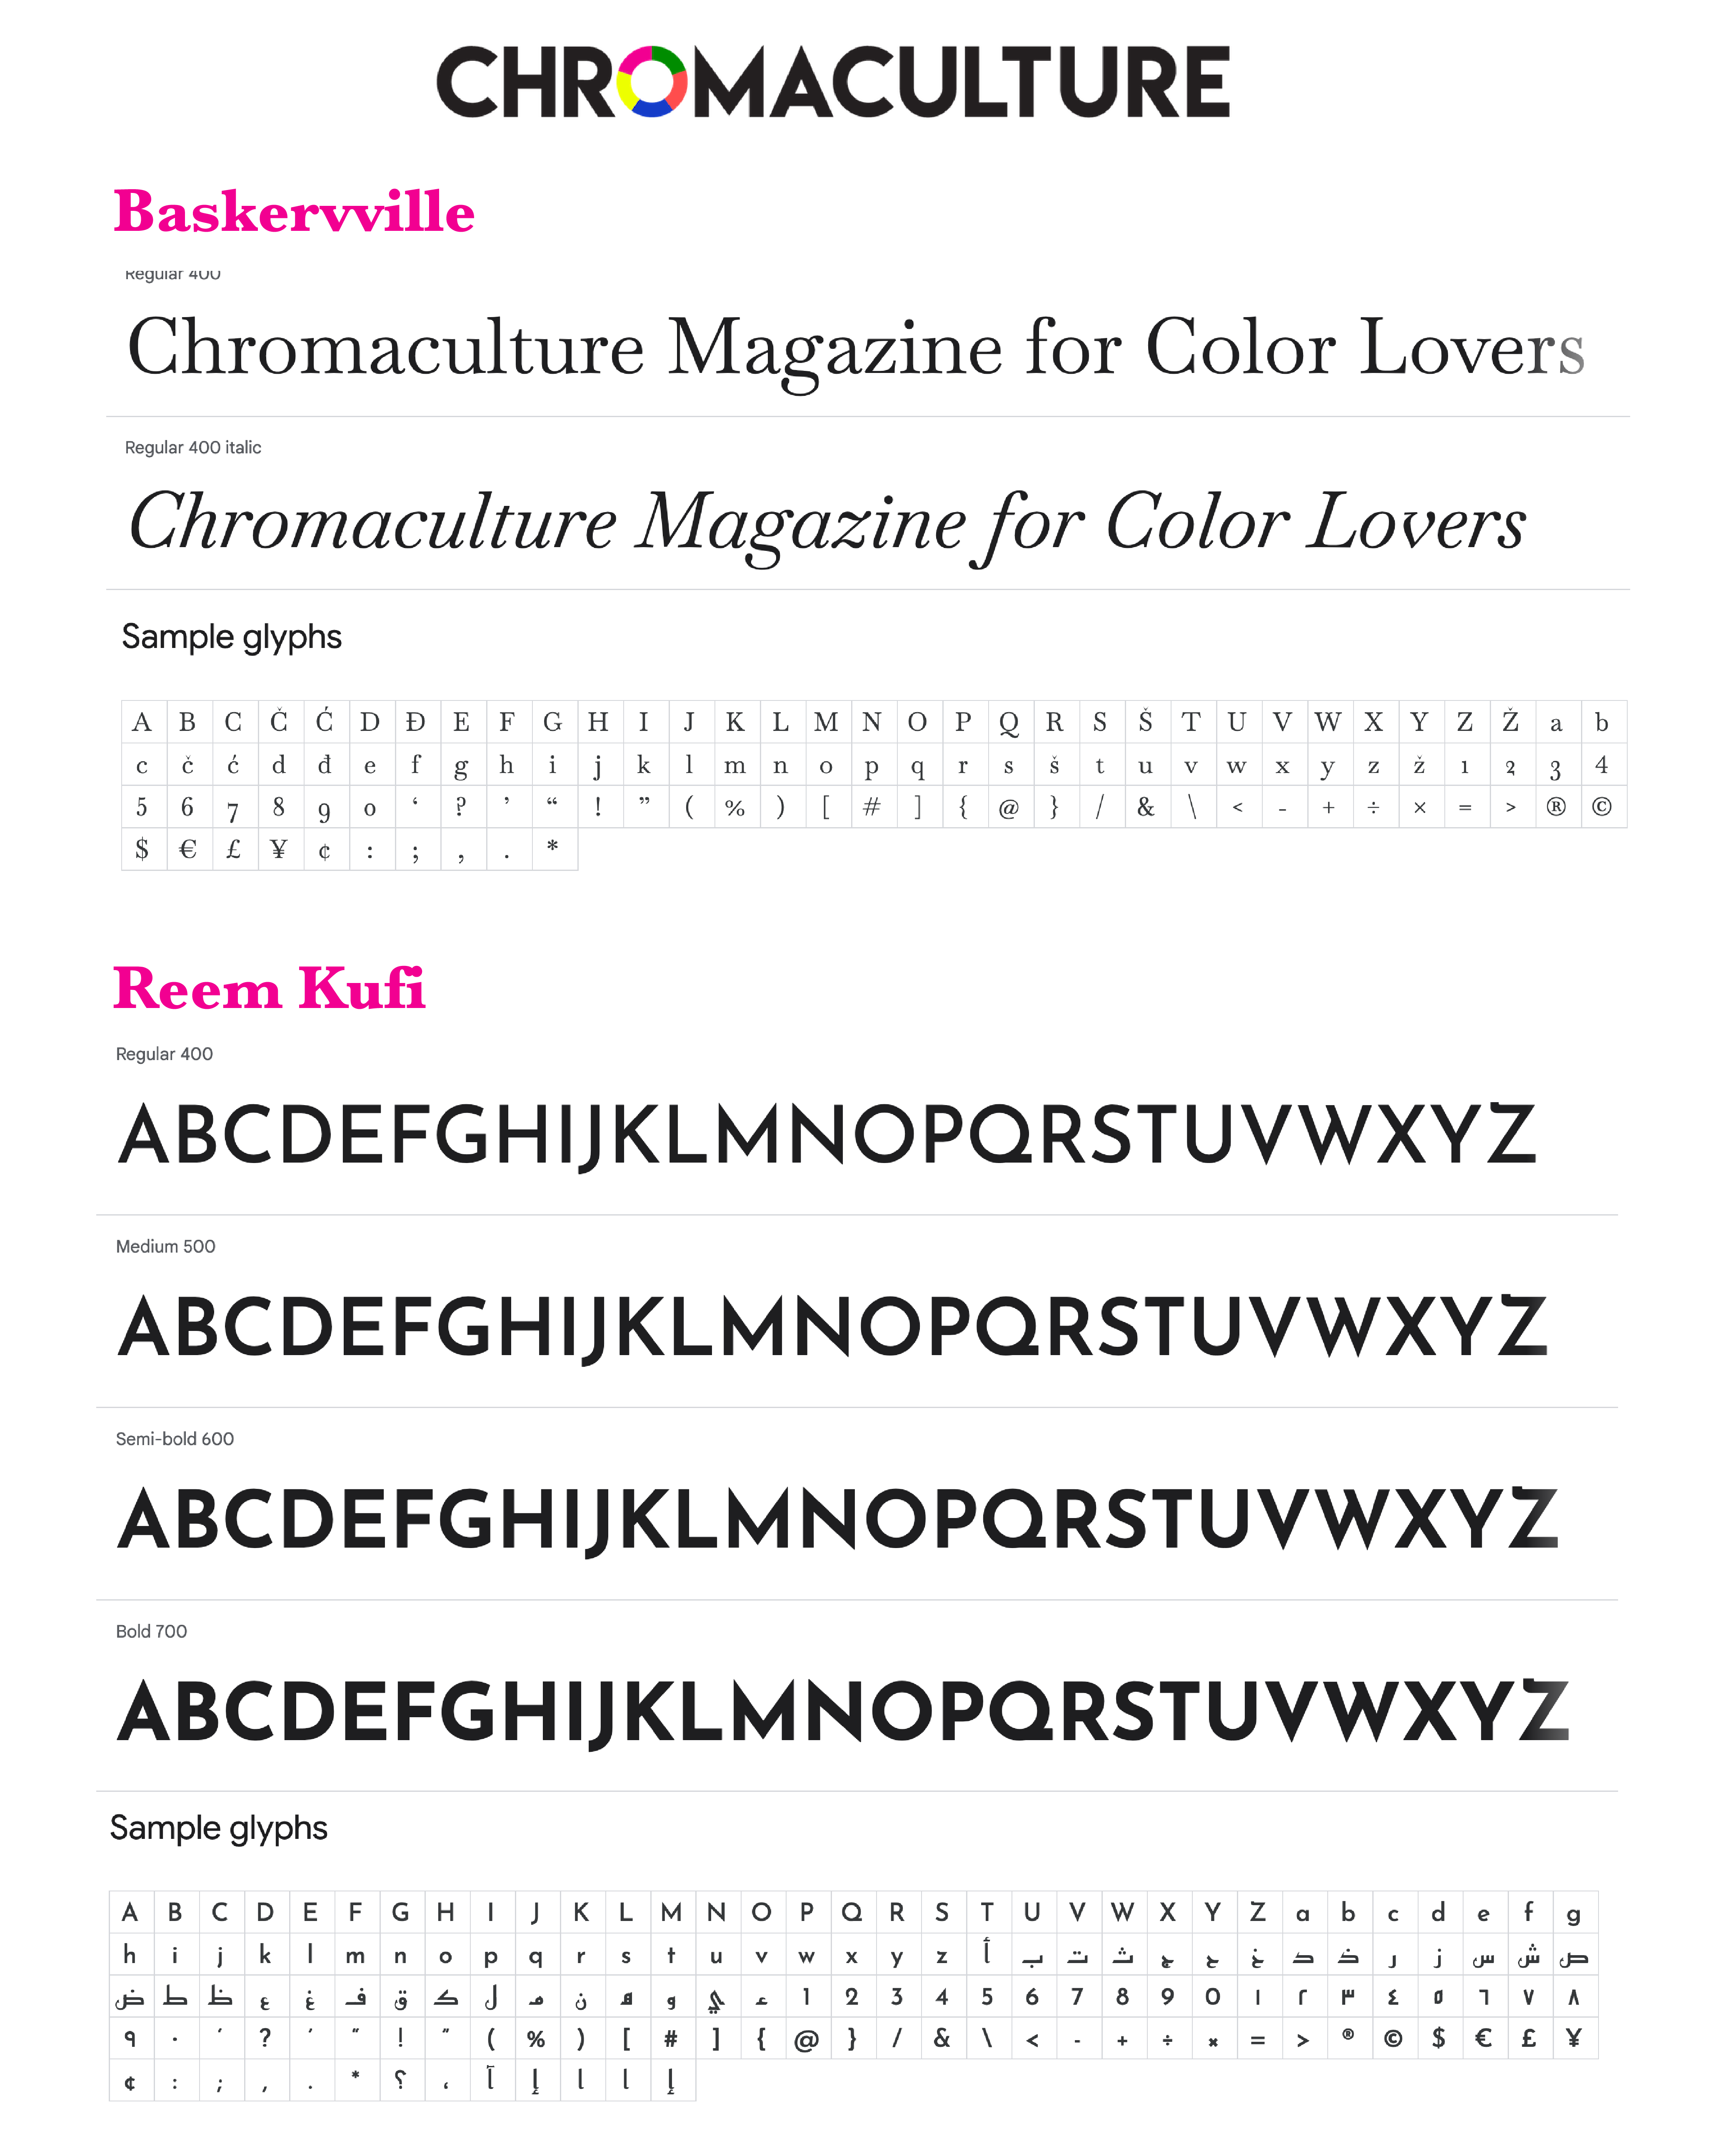 CHROMACULTURE
Baskervville
Regular 400
Chromaculture Magazine for Color Lovers
Regular 400 italic
Chromaculture Magazine for Color Lovers
Sample glyphs
A B C Č Ć D Đ E F G H I J K L M N O P Q R S Š T U V W X Y Z Ž a b
c č ć d đ e f g h i j k l m n o p q r s š t u v w x y z ž 1 2 3 4
5 6 7 8 9 0 ‘ ? ’ “ ! ” ( % ) [ # ] { @ } / & \ < - + ÷ × = > ® ©
$ € £ ¥ ¢ : ; , . *
Reem Kufi
Regular 400
ABCDEFGHIJKLMNOPQRSTUVWXYZ
Medium 500
ABCDEFGHIJKLMNOPQRSTUVWXYZ
Semi-bold 600
ABCDEFGHIJKLMNOPQRSTUVWXYZ
Bold 700
ABCDEFGHIJKLMNOPQRSTUVWXYZ
Sample glyphs
A B C D E F G H I J K L M N O P Q R S T U V W X Y Z a b c d e f g
h i j k l m n o p q r s t u v w x y z أ ب ت ث ج ح خ د ذ ر ز س ش ص
ض ط ظ ع غ ف ق ك ل م ن ه و ي ء 1 2 3 4 5 6 7 8 9 0 ١ ٢ ٣ ٤ ٥ ٦ ٧ ٨
٩ ٠ ‘ ? ’ “ ! ” ( % ) [ # ] { @ } / & \ < - + ÷ × = > ® © $ € £ ¥
¢ : ; , . * ؟ ، آ إ ا ا إ